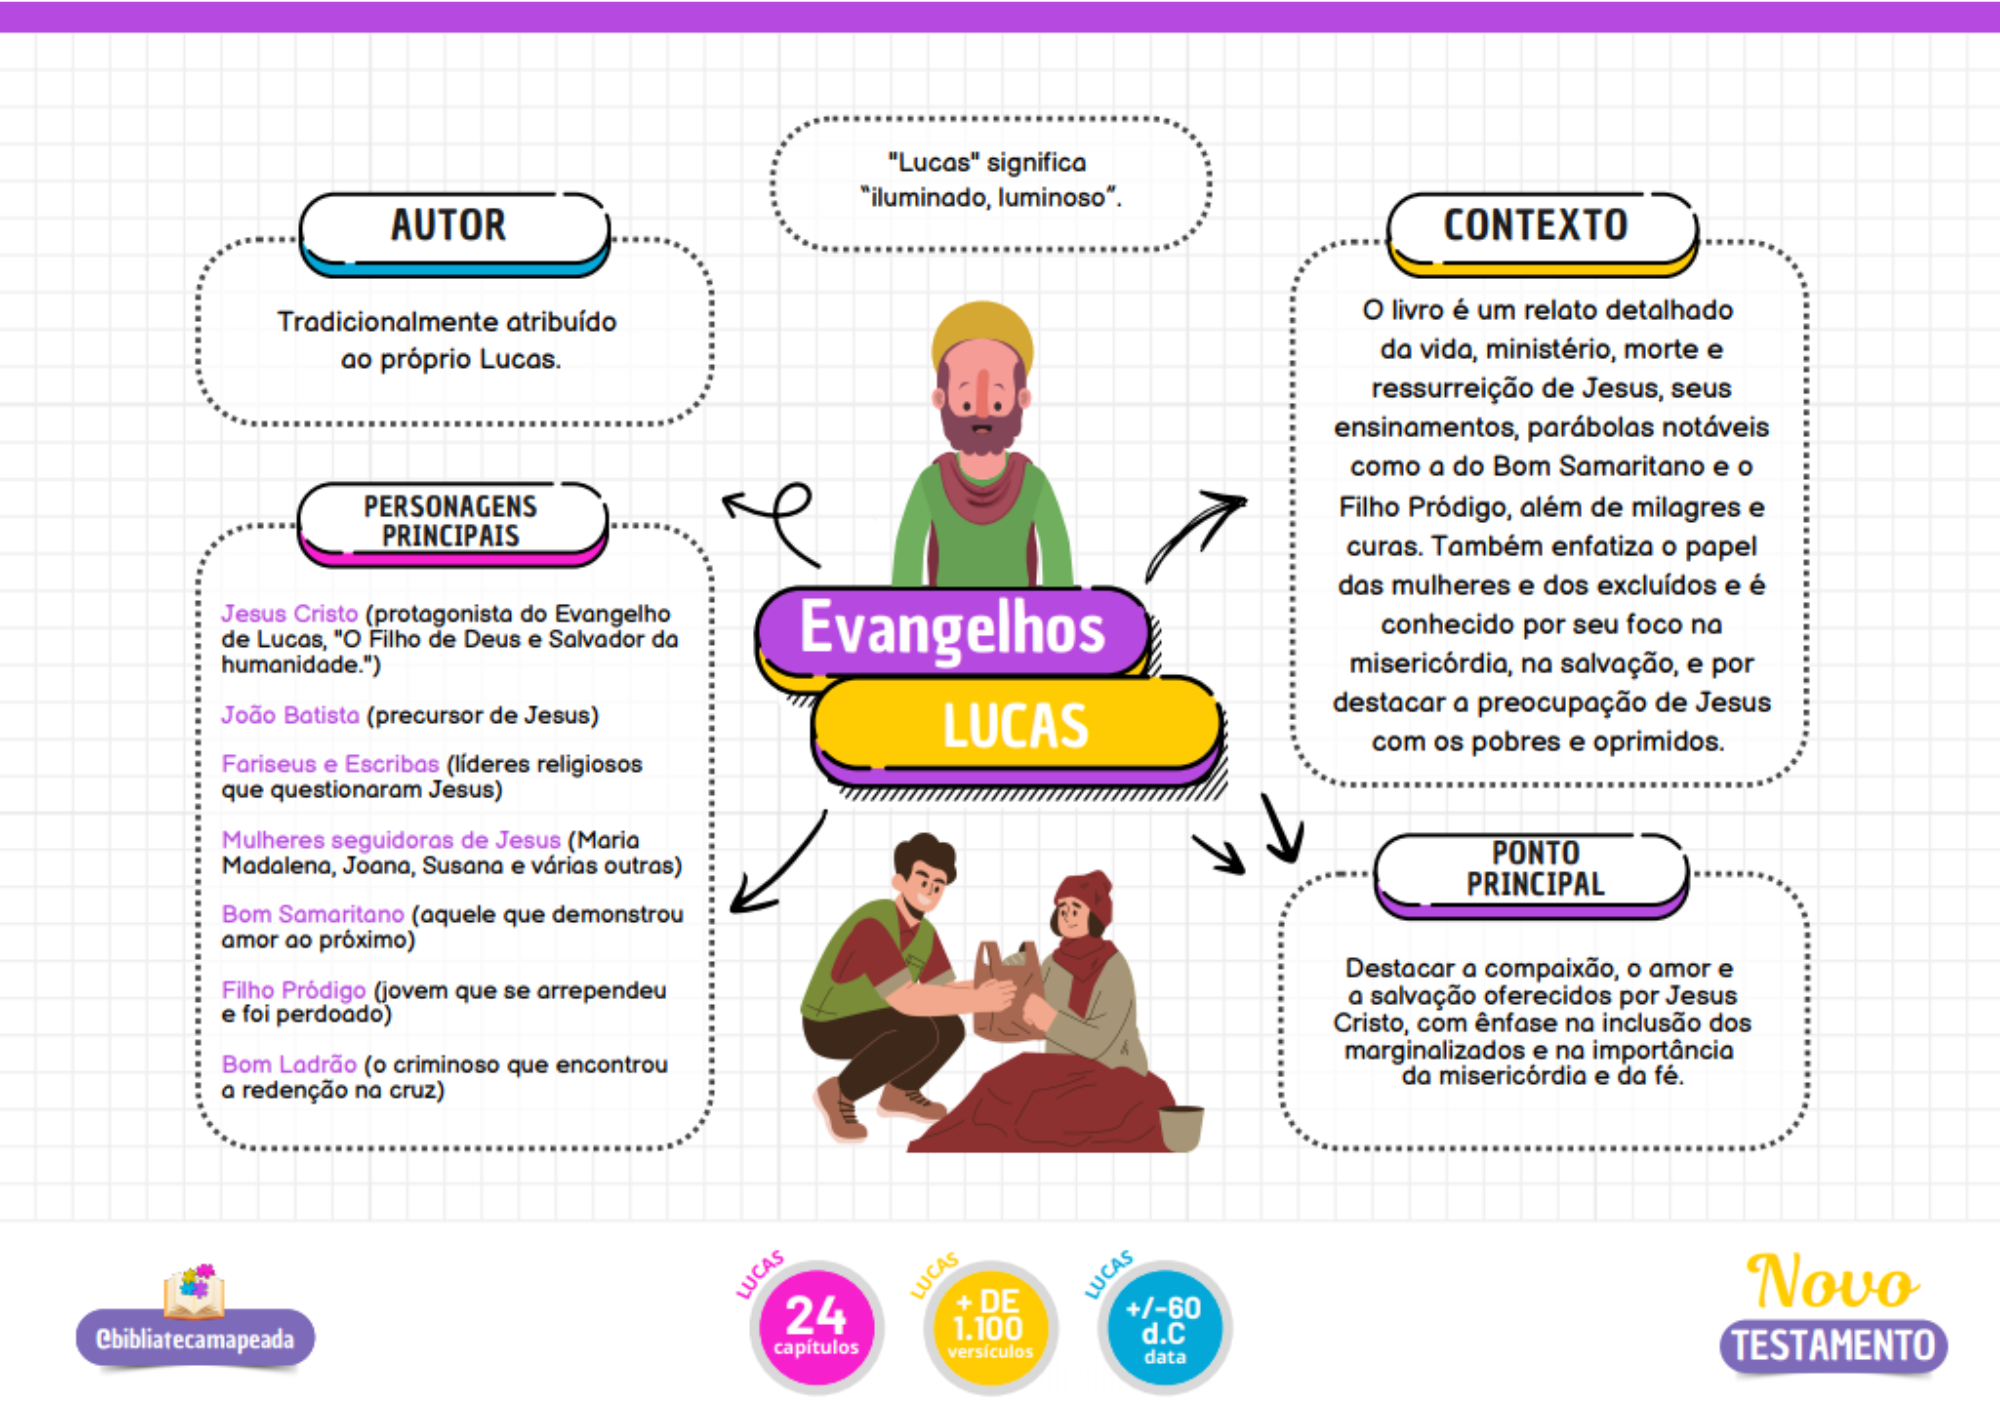 "Lucas" significa
“iluminado, luminoso”.
AUTOR
Tradicionalmente atribuído
ao próprio Lucas.
PERSONAGENS
PRINCIPAIS
Jesus Cristo (protagonista do Evangelho
de Lucas, "O Filho de Deus e Salvador da
humanidade.")
João Batista (precursor de Jesus)
Fariseus e Escribas (líderes religiosos
que questionaram Jesus)
Mulheres seguidoras de Jesus (Maria
Madalena, Joana, Susana e várias outras)
Bom Samaritano (aquele que demonstrou
amor ao próximo)
Filho Pródigo (jovem que se arrependeu
e foi perdoado)
Bom Ladrão (o criminoso que encontrou
a redenção na cruz)
Evangelhos
LUCAS
CONTEXTO
O livro é um relato detalhado
da vida, ministério, morte e
ressurreição de Jesus, seus
ensinamentos, parábolas notáveis
como a do Bom Samaritano e o
Filho Pródigo, além de milagres e
curas. Também enfatiza o papel
das mulheres e dos excluídos e é
conhecido por seu foco na
misericórdia, na salvação, e por
destacar a preocupação de Jesus
com os pobres e oprimidos.
PONTO
PRINCIPAL
Destacar a compaixão, o amor e
a salvação oferecidos por Jesus
Cristo, com ênfase na inclusão dos
marginalizados e na importância
da misericórdia e da fé.
@bibliatecamapeada
LUCAS
24
capítulos
LUCAS
+ DE
1.100
versículos
LUCAS
+/-60
d.C
data
Novo
TESTAMENTO